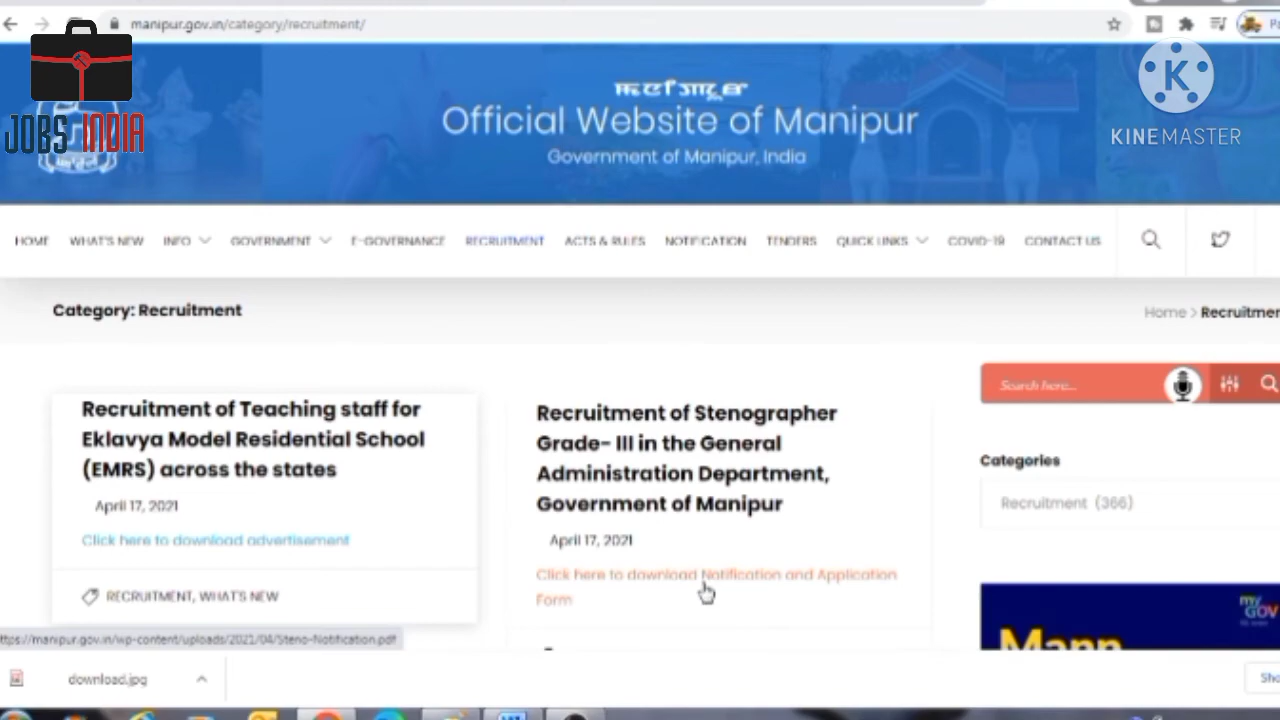 manipur.gov.in/category/recruitment/
JOBS INDIA
K
KINEMASTER
Official Website of Manipur
Government of Manipur, India
HOME WHAT'S NEW INFO GOVERNMENT E-GOVERNANCE RECRUITMENT ACTS & RULES NOTIFICATION TENDERS QUICK LINKS COVID-19 CONTACT US
Category: Recruitment
Home > Recruitmen
Recruitment of Teaching staff for
Eklavya Model Residential School
(EMRS) across the states
April 17, 2021
Click here to download advertisement
RECRUITMENT, WHAT'S NEW
Recruitment of Stenographer
Grade- III in the General
Administration Department,
Government of Manipur
April 17, 2021
Click here to download Notification and Application
Form
Search here...
Categories
Recruitment (366)
my
GOV
Mann
ttps://manipur.gov.in/wp-content/uploads/2021/04/Steno-Notification.pdf
download.jpg
Sho